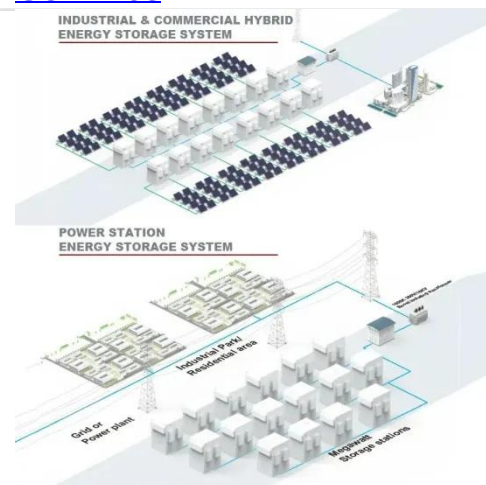 INDUSTRIAL & COMMERCIAL HYBRID
ENERGY STORAGE SYSTEM
POWER STATION
ENERGY STORAGE SYSTEM
Industrial Park/
Residential area
Grid or
Power plant
Megawatt
Storage stations